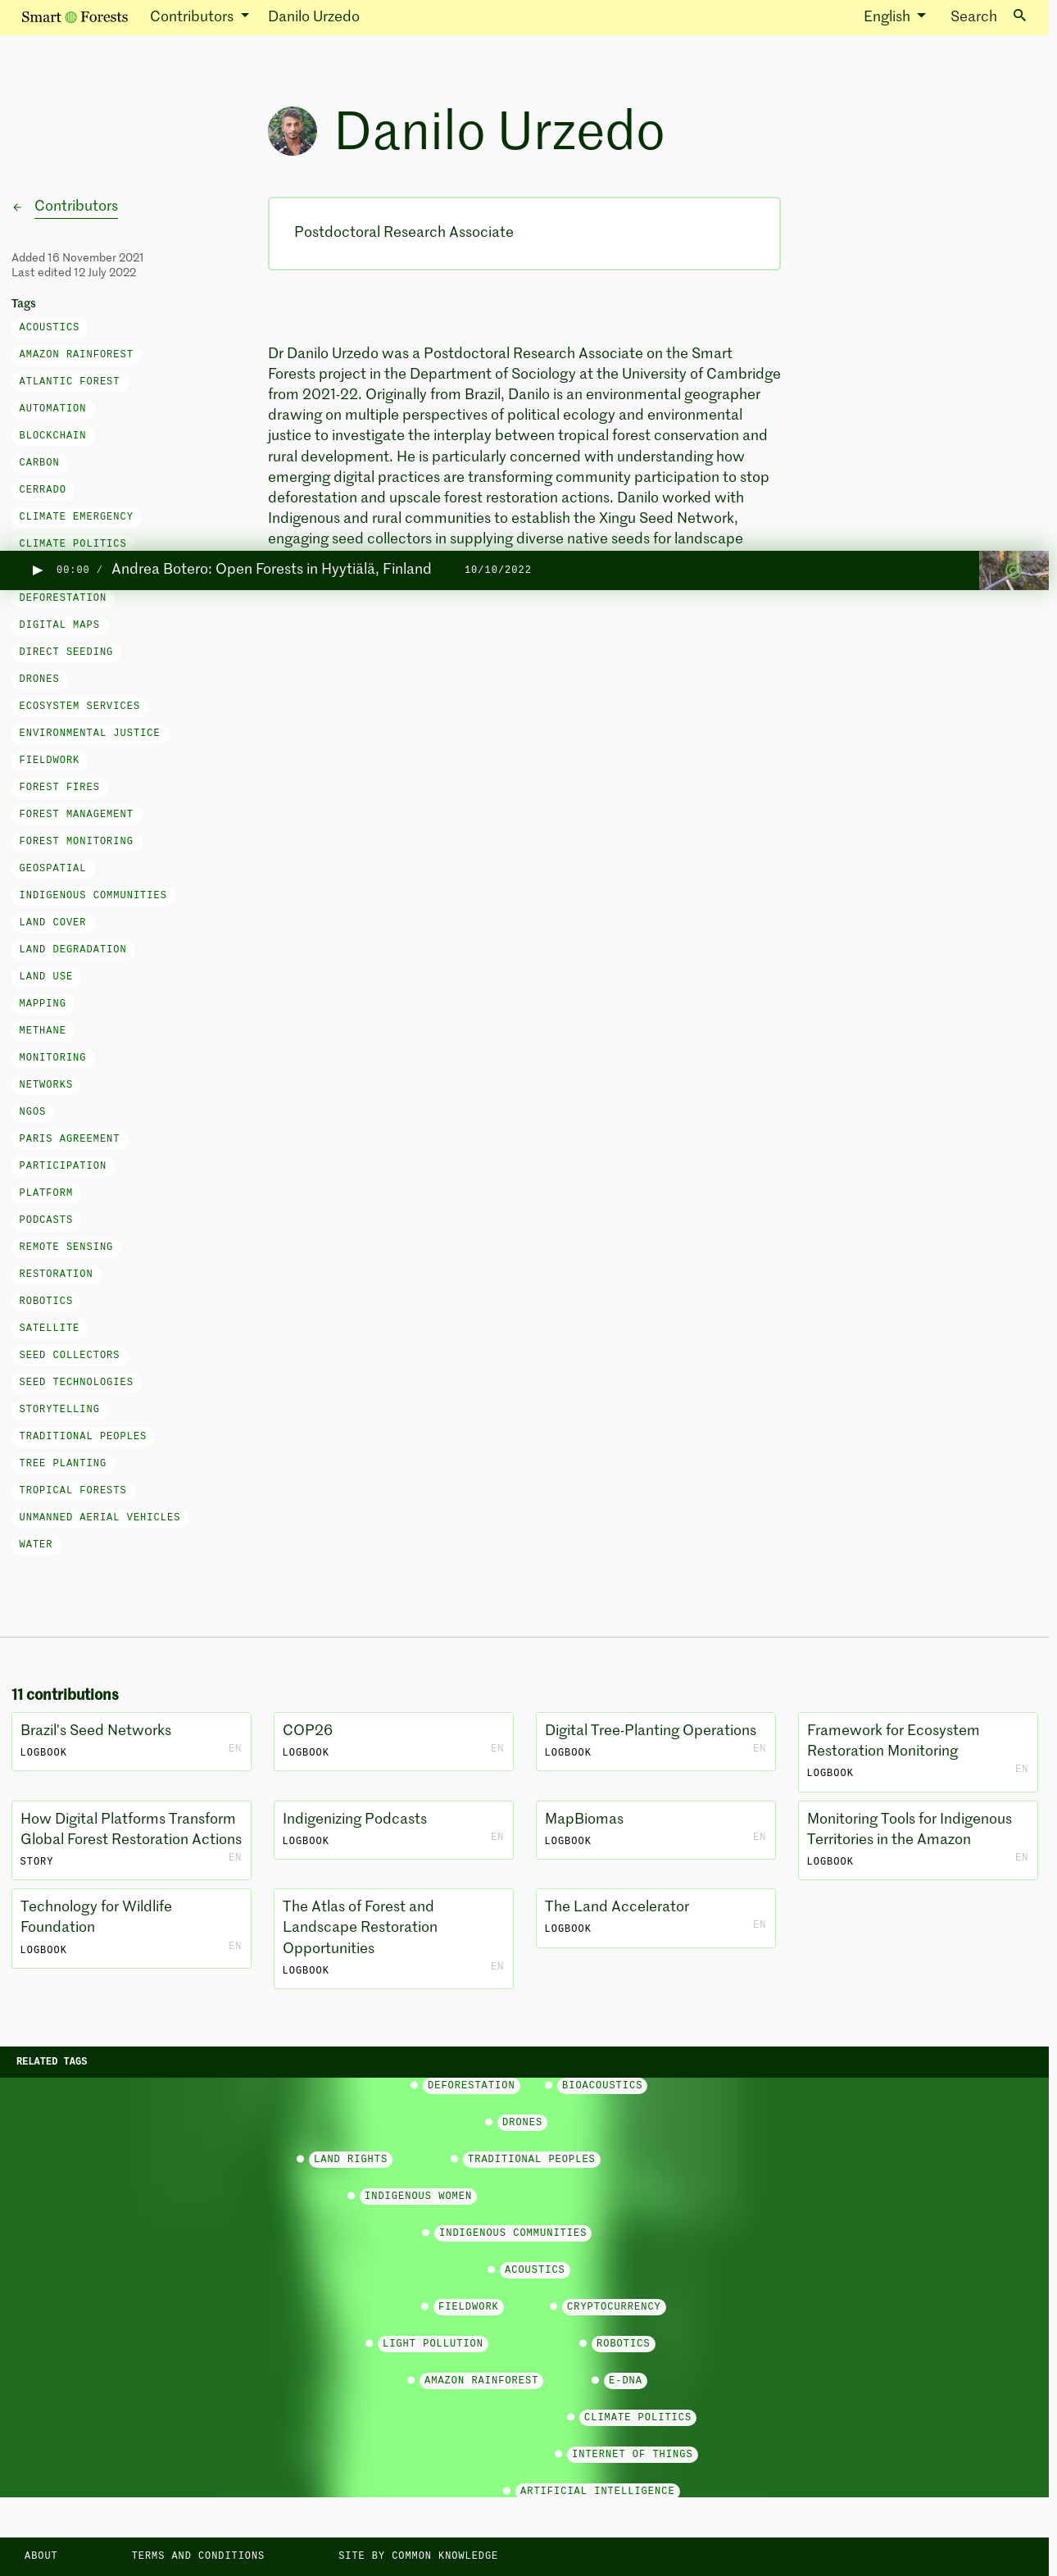 Smart Forests Contributors Danilo Urzedo English Search
Danilo Urzedo
Contributors
Added 16 November 2021
Last edited 12 July 2022
Tags
ACOUSTICS
AMAZON RAINFOREST
ATLANTIC FOREST
AUTOMATION
BLOCKCHAIN
CARBON
CERRADO
CLIMATE EMERGENCY
CLIMATE POLITICS
Postdoctoral Research Associate
Dr Danilo Urzedo was a Postdoctoral Research Associate on the Smart
Forests project in the Department of Sociology at the University of Cambridge
from 2021-22. Originally from Brazil, Danilo is an environmental geographer
drawing on multiple perspectives of political ecology and environmental
justice to investigate the interplay between tropical forest conservation and
rural development. He is particularly concerned with understanding how
emerging digital practices are transforming community participation to stop
deforestation and upscale forest restoration actions. Danilo worked with
Indigenous and rural communities to establish the Xingu Seed Network,
engaging seed collectors in supplying diverse native seeds for landscape
00:00 / Andrea Botero: Open Forests in Hyytiälä, Finland 10/10/2022
DEFORESTATION
DIGITAL MAPS
DIRECT SEEDING
DRONES
ECOSYSTEM SERVICES
ENVIRONMENTAL JUSTICE
FIELDWORK
FOREST FIRES
FOREST MANAGEMENT
FOREST MONITORING
GEOSPATIAL
INDIGENOUS COMMUNITIES
LAND COVER
LAND DEGRADATION
LAND USE
MAPPING
METHANE
MONITORING
NETWORKS
NGOS
PARIS AGREEMENT
PARTICIPATION
PLATFORM
PODCASTS
REMOTE SENSING
RESTORATION
ROBOTICS
SATELLITE
SEED COLLECTORS
SEED TECHNOLOGIES
STORYTELLING
TRADITIONAL PEOPLES
TREE PLANTING
TROPICAL FORESTS
UNMANNED AERIAL VEHICLES
WATER
11 contributions
Brazil's Seed Networks
LOGBOOK EN
COP26
LOGBOOK EN
Digital Tree-Planting Operations
LOGBOOK EN
Framework for Ecosystem
Restoration Monitoring
LOGBOOK EN
How Digital Platforms Transform
Global Forest Restoration Actions
STORY EN
Indigenizing Podcasts
LOGBOOK EN
MapBiomas
LOGBOOK EN
Monitoring Tools for Indigenous
Territories in the Amazon
LOGBOOK EN
Technology for Wildlife
Foundation
LOGBOOK EN
The Atlas of Forest and
Landscape Restoration
Opportunities
LOGBOOK EN
The Land Accelerator
LOGBOOK EN
RELATED TAGS
DEFORESTATION BIOACOUSTICS
DRONES
LAND RIGHTS TRADITIONAL PEOPLES
INDIGENOUS WOMEN
INDIGENOUS COMMUNITIES
ACOUSTICS
FIELDWORK CRYPTOCURRENCY
LIGHT POLLUTION ROBOTICS
AMAZON RAINFOREST E-DNA
CLIMATE POLITICS
INTERNET OF THINGS
ARTIFICIAL INTELLIGENCE
ABOUT TERMS AND CONDITIONS SITE BY COMMON KNOWLEDGE